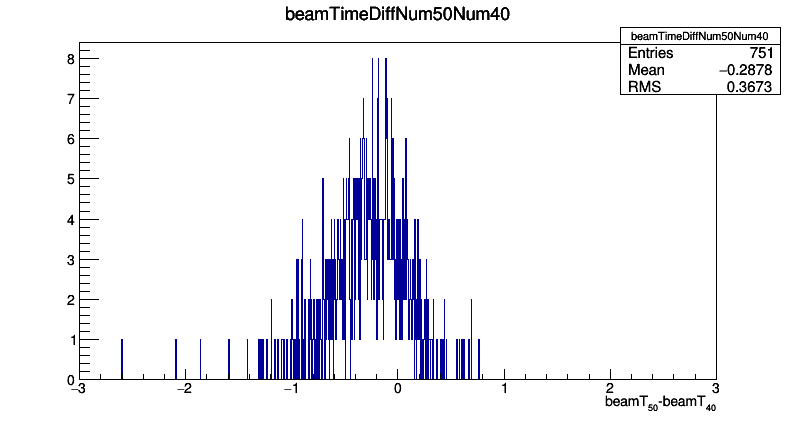 beamTimeDiffNum50Num40
beamTimeDiffNum50Num40
Entries 751
Mean −0.2878
RMS 0.3673
8
7
6
5
4
3
2
1
0
−3 −2 −1 0 1 2 3
beamT50-beamT40